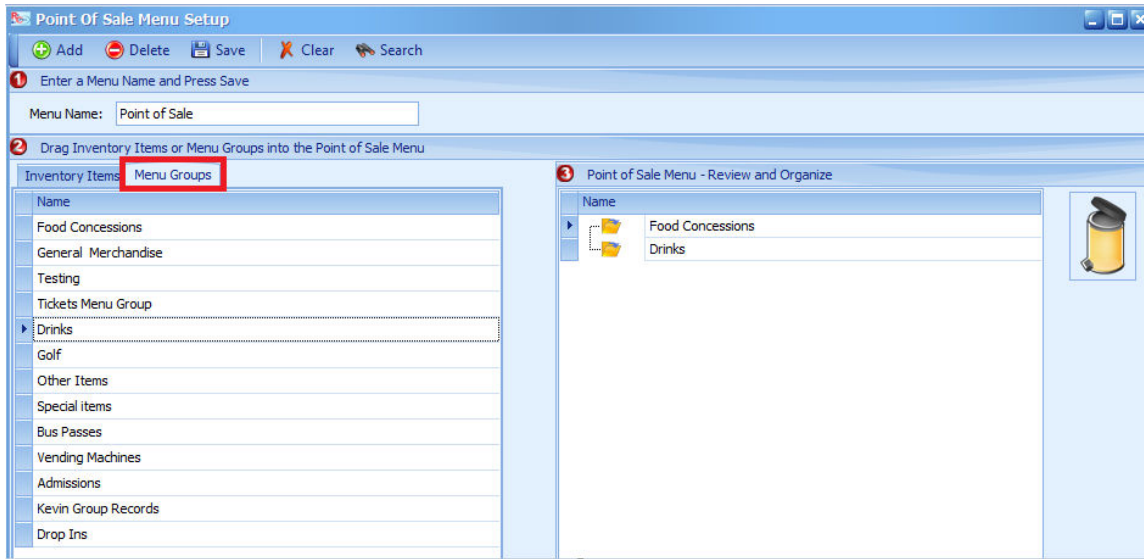 Point Of Sale Menu Setup
Add Delete Save Clear Search
1 Enter a Menu Name and Press Save
Menu Name: Point of Sale
2 Drag Inventory Items or Menu Groups into the Point of Sale Menu
Inventory Items Menu Groups
Name
Food Concessions
General Merchandise
Testing
Tickets Menu Group
Drinks
Golf
Other Items
Special items
Bus Passes
Vending Machines
Admissions
Kevin Group Records
Drop Ins
3 Point of Sale Menu - Review and Organize
Name
Food Concessions
Drinks